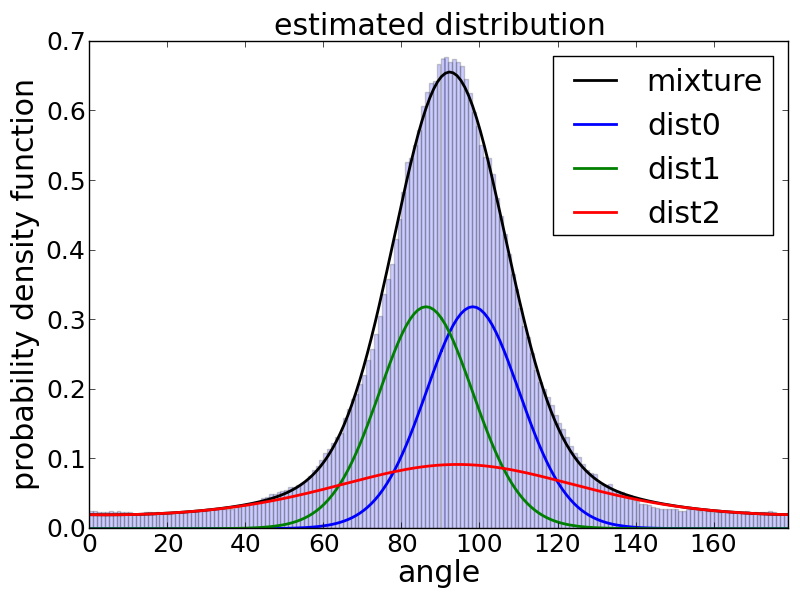 estimated distribution
probability density function
0.7
0.6
0.5
0.4
0.3
0.2
0.1
0.0
0 20 40 60 80 100 120 140 160
angle
mixture
dist0
dist1
dist2